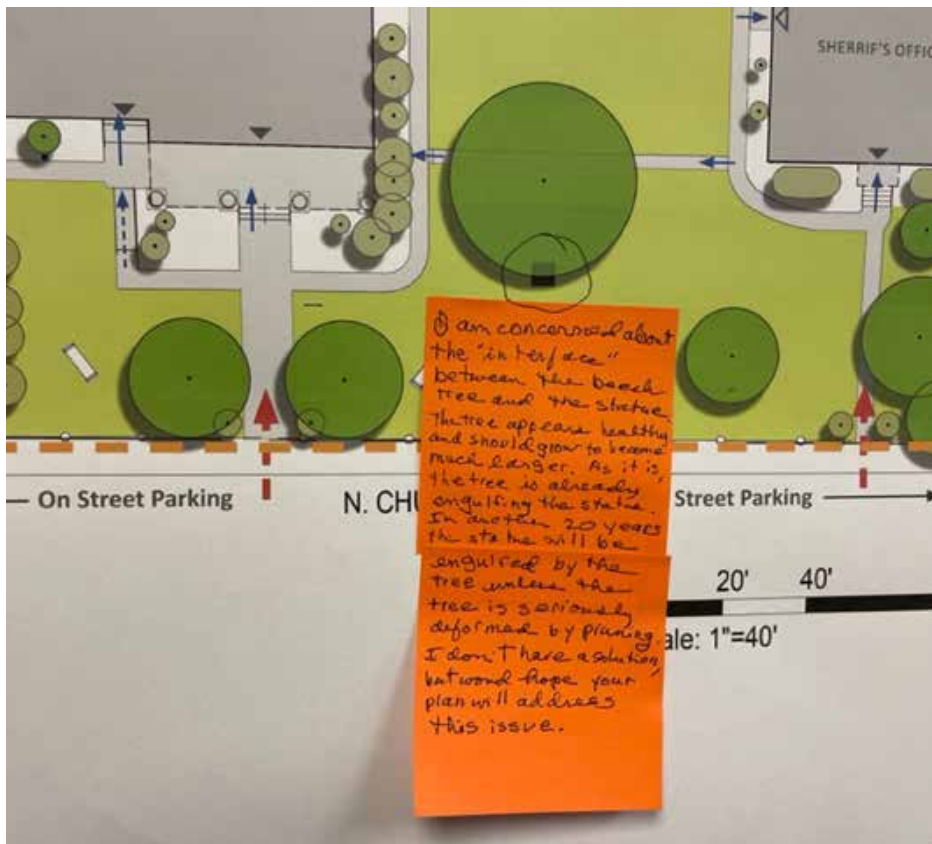 SHERRIF'S OFFIC
I am concerned about
the "interface"
between the beech
tree and the statue.
The tree appears healthy
and should grow to become
much larger. As it is,
the tree is already
engulfing the statue.
In another 20 years
the statue will be
engulfed by the
tree unless the
tree is seriously
deformed by pruning.
I don't have a solution,
but would hope your
plan will address
this issue.
On Street Parking
N. CHU
Street Parking
20' 40'
ale: 1"=40'